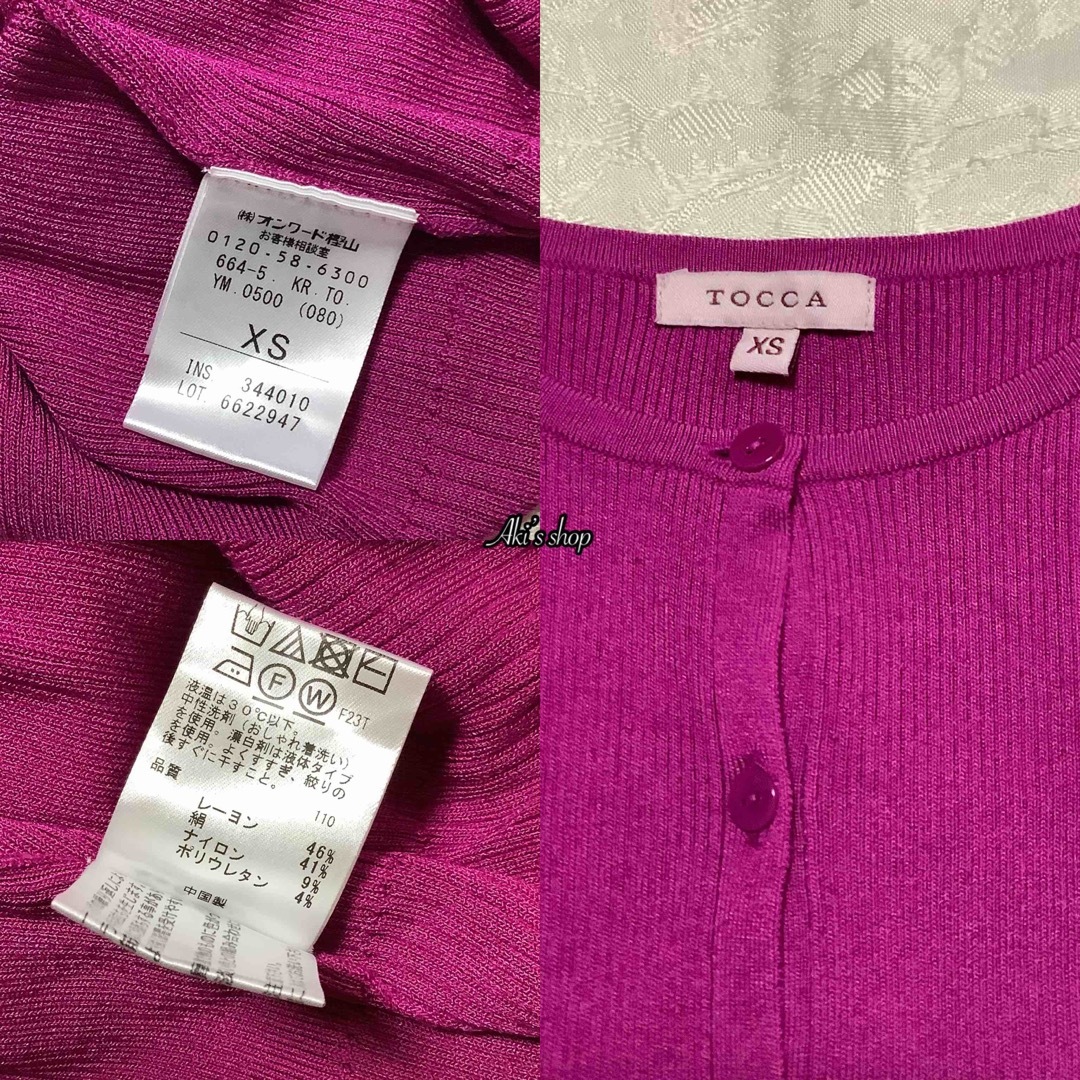 ㈱オンワード樫山
お客様相談室
0120-58-6300
664-5. KR.TO.
YM.0500 (080)
XS
INS. 344010
LOT. 6622947
TOCCA
XS
Aki's shop
F W F23T
液温は30℃以下。
中性洗剤（おしゃれ着洗い）
を使用。漂白剤は液体タイプ
を使用。よくすすぎ、絞りの
後すぐに干すこと。
品質 110
レーヨン 46%
絹 41%
ナイロン 9%
ポリウレタン 4%
中国製